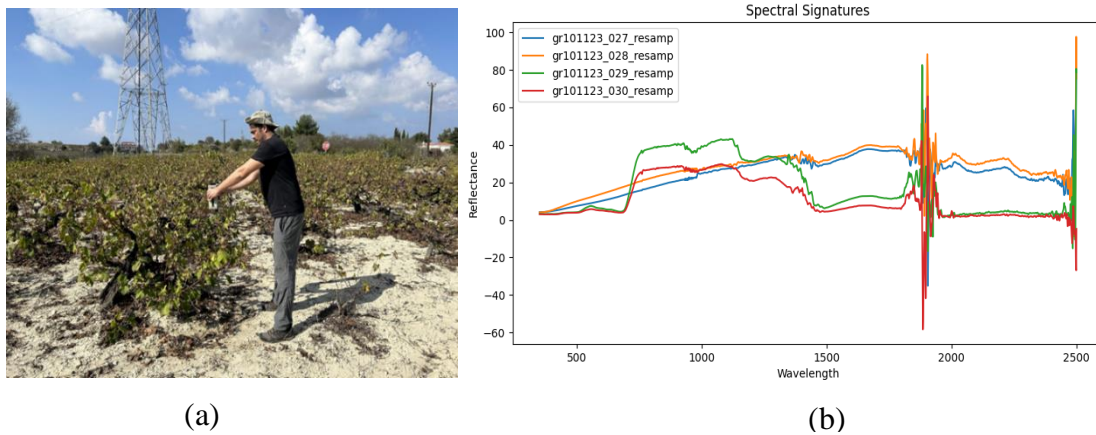 Spectral Signatures
gr101123_027_resamp
gr101123_028_resamp
gr101123_029_resamp
gr101123_030_resamp
100
80
60
40
20
0
−20
−40
−60
Reflectance
500
1000
1500
2000
2500
Wavelength
(a)
(b)